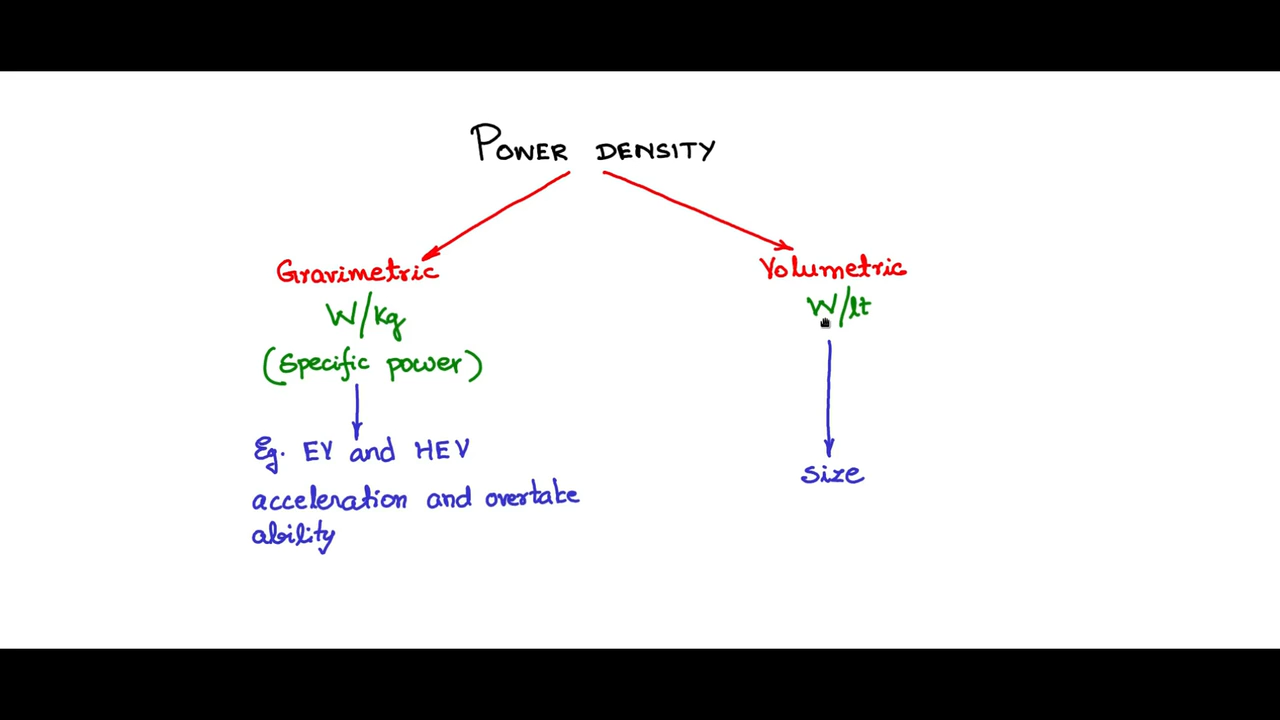 POWER DENSITY
Gravimetric
W/Kg
(Specific power)
Eg. EV and HEV
acceleration and overtake
ability
Volumetric
W/lt
Size